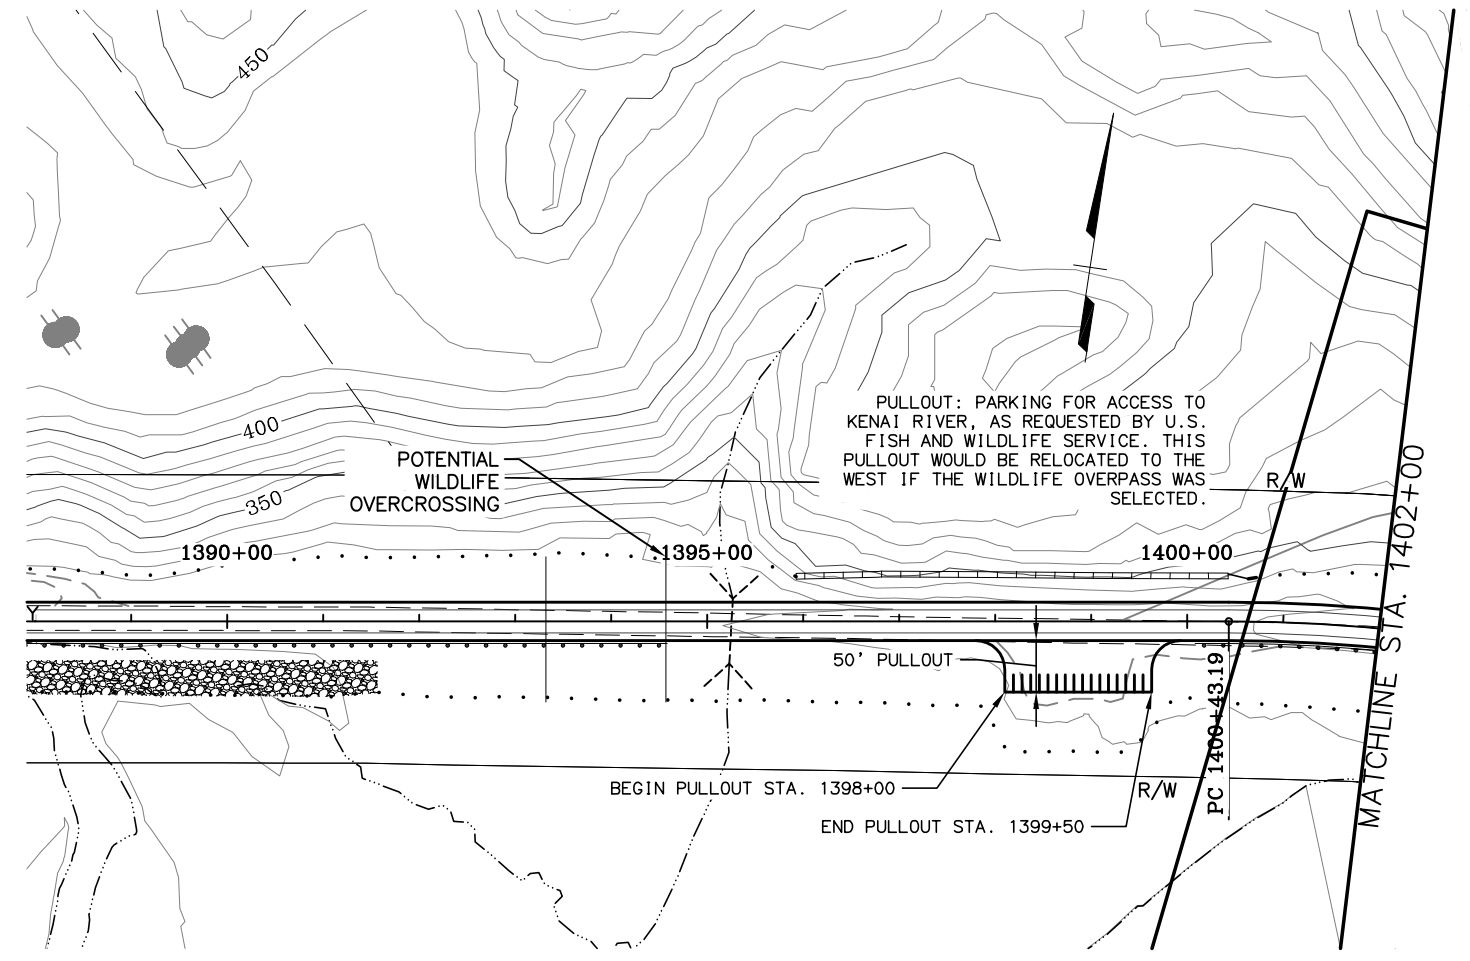 450
PULLOUT: PARKING FOR ACCESS TO
KENAI RIVER, AS REQUESTED BY U.S.
FISH AND WILDLIFE SERVICE. THIS
PULLOUT WOULD BE RELOCATED TO THE
WEST IF THE WILDLIFE OVERPASS WAS
SELECTED.
400
POTENTIAL
WILDLIFE
OVERCROSSING
R/W
350
1390+00
1395+00
1400+00
MATCHLINE STA. 1402+00
50' PULLOUT
PC 1400+43.19
BEGIN PULLOUT STA. 1398+00
R/W
END PULLOUT STA. 1399+50